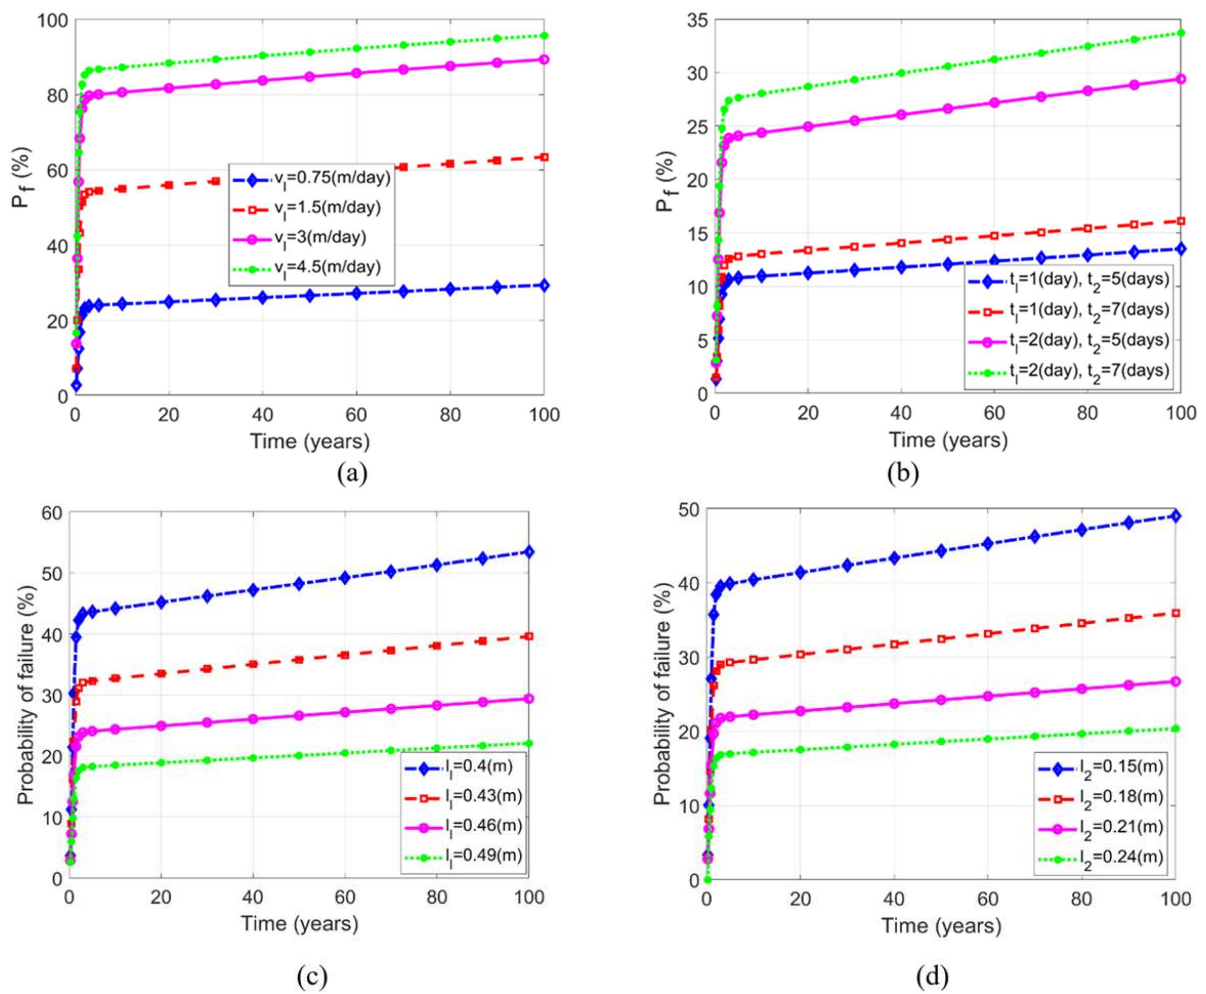 100
80
60
40
20
0
P_f (%)
v_l=0.75(m/day)
v_l=1.5(m/day)
v_l=3(m/day)
v_l=4.5(m/day)
0 20 40 60 80 100
Time (years)
(a)
35
30
25
20
15
10
5
0
P_f (%)
t_l=1(day), t_2=5(days)
t_l=1(day), t_2=7(days)
t_l=2(day), t_2=5(days)
t_l=2(day), t_2=7(days)
0 20 40 60 80 100
Time (years)
(b)
60
50
40
30
20
10
0
Probability of failure (%)
l_l=0.4(m)
l_l=0.43(m)
l_l=0.46(m)
l_l=0.49(m)
0 20 40 60 80 100
Time (years)
(c)
50
40
30
20
10
0
Probability of failure (%)
l_2=0.15(m)
l_2=0.18(m)
l_2=0.21(m)
l_2=0.24(m)
0 20 40 60 80 100
Time (years)
(d)